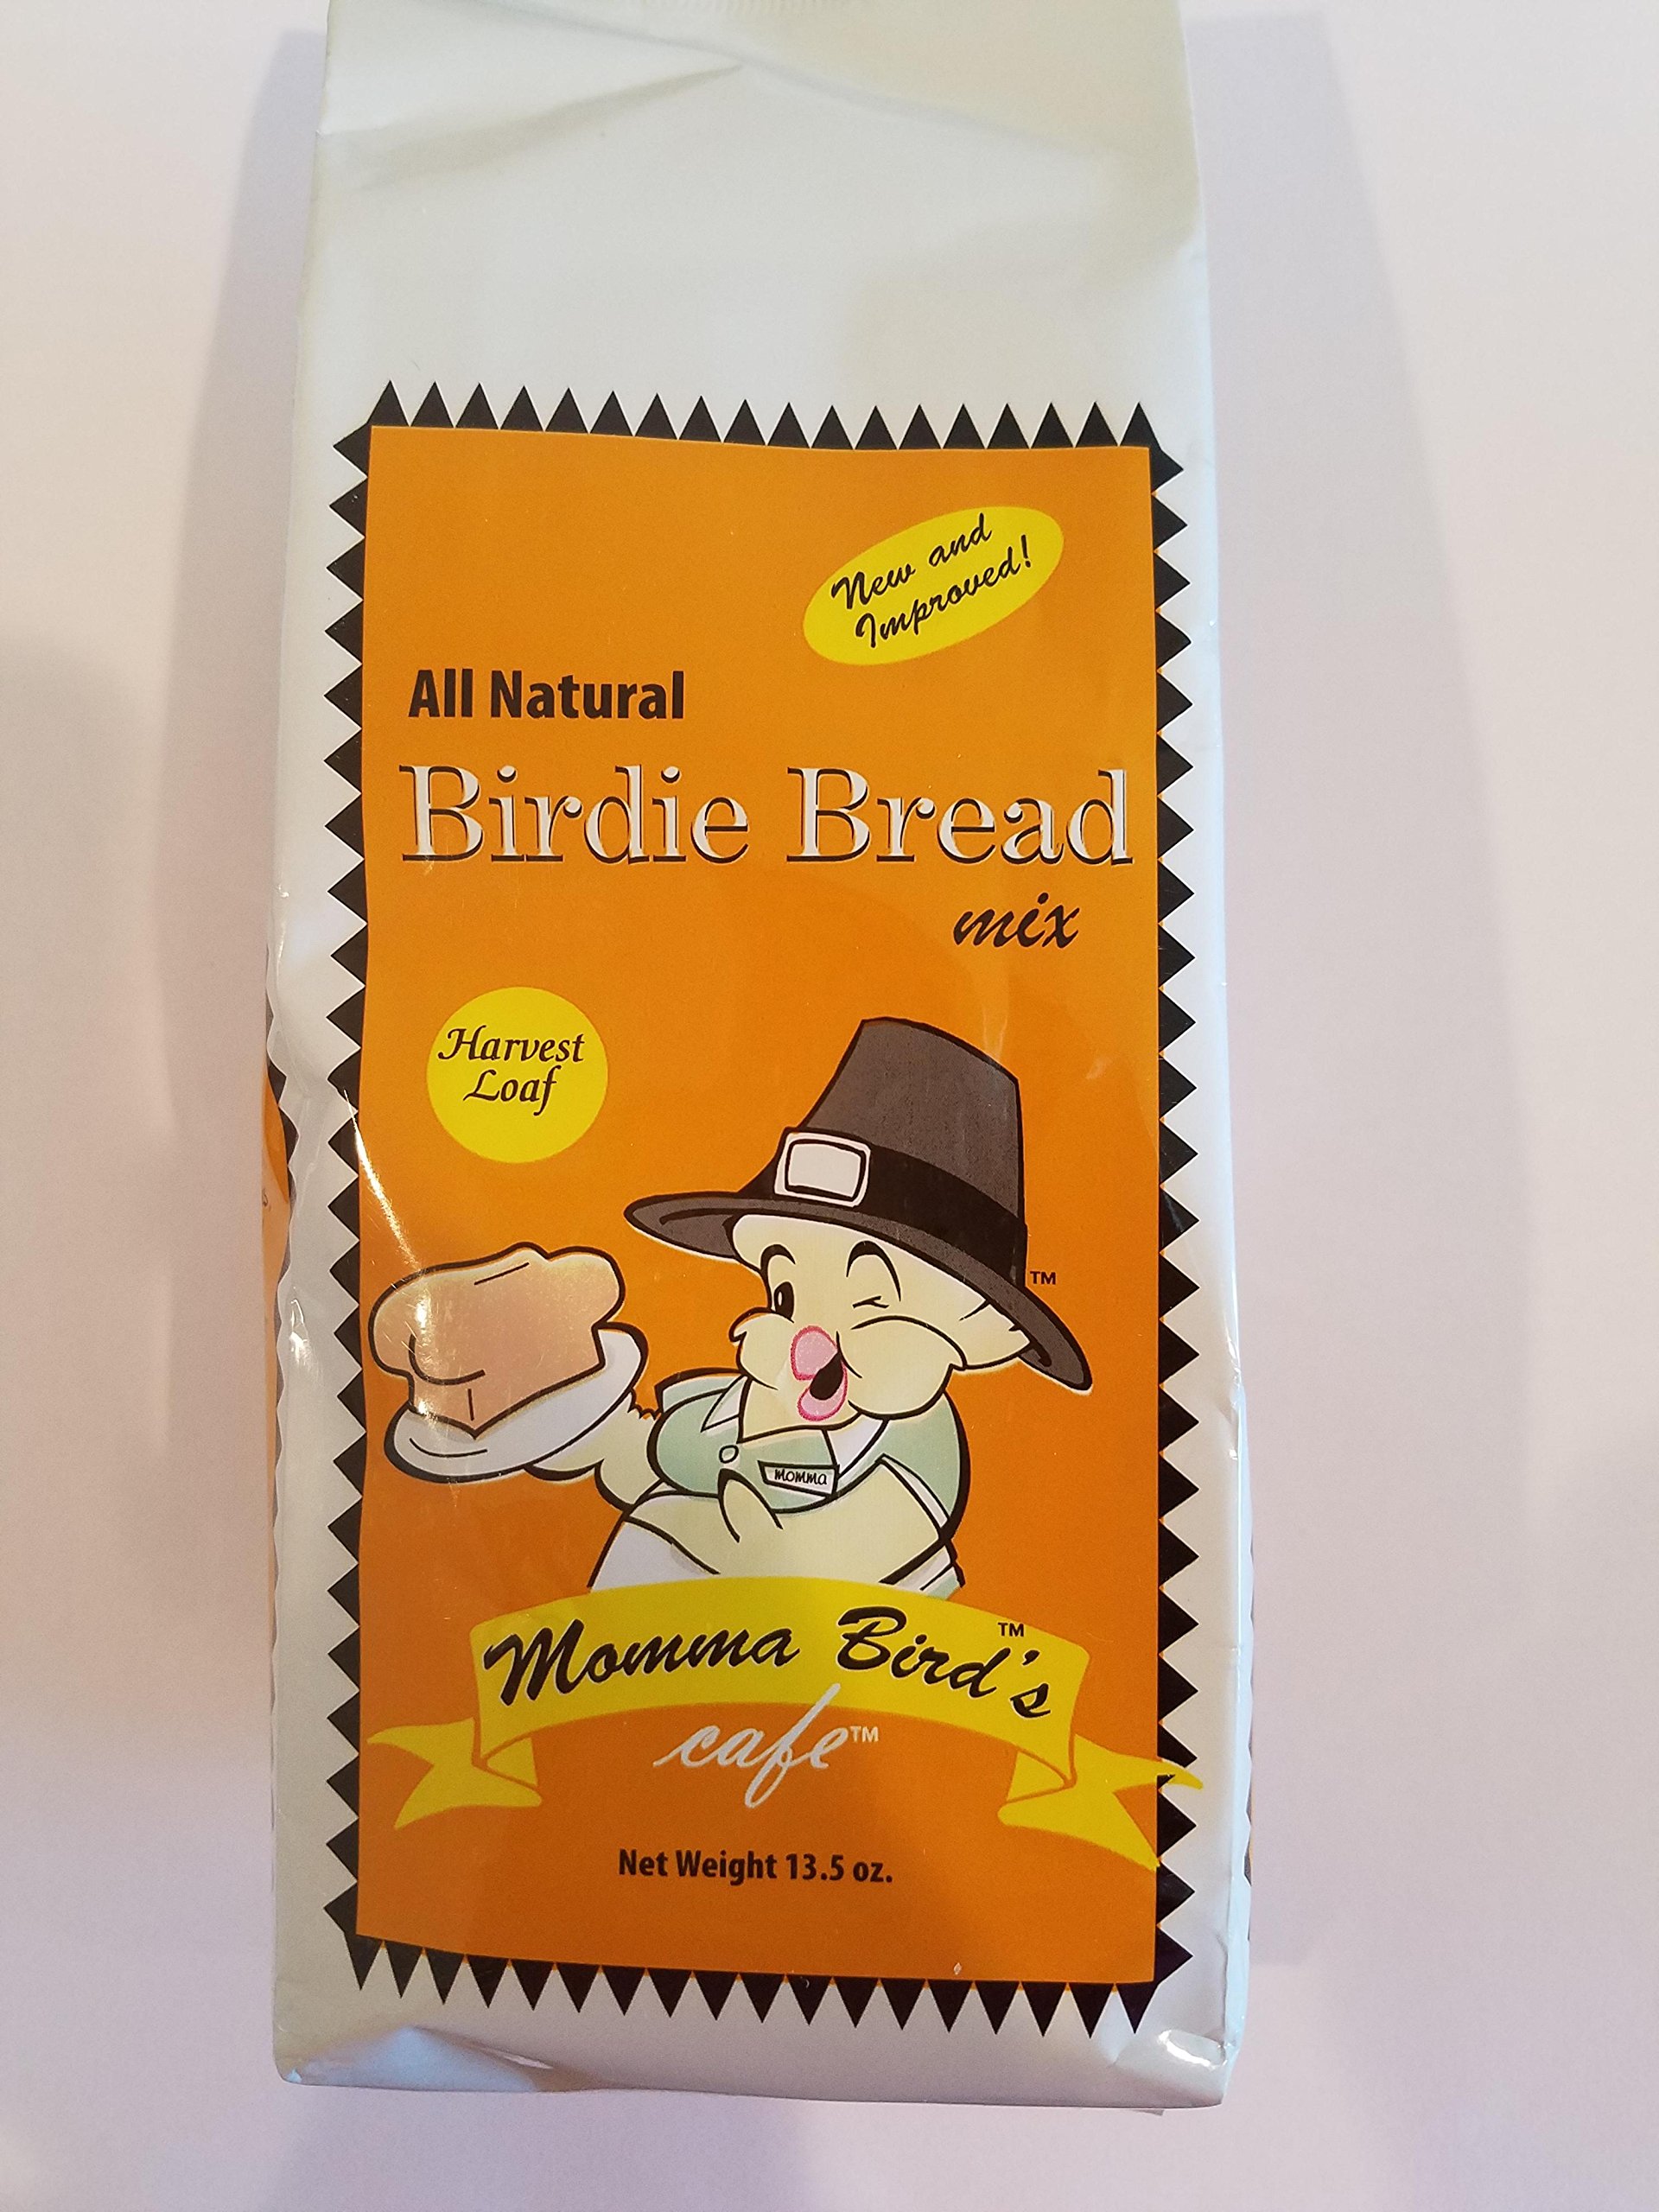 New and
Improved!
All Natural
Birdie Bread
mix
Harvest
Loaf
TM
momma
Momma Bird's™
cafe™
Net Weight 13.5 oz.